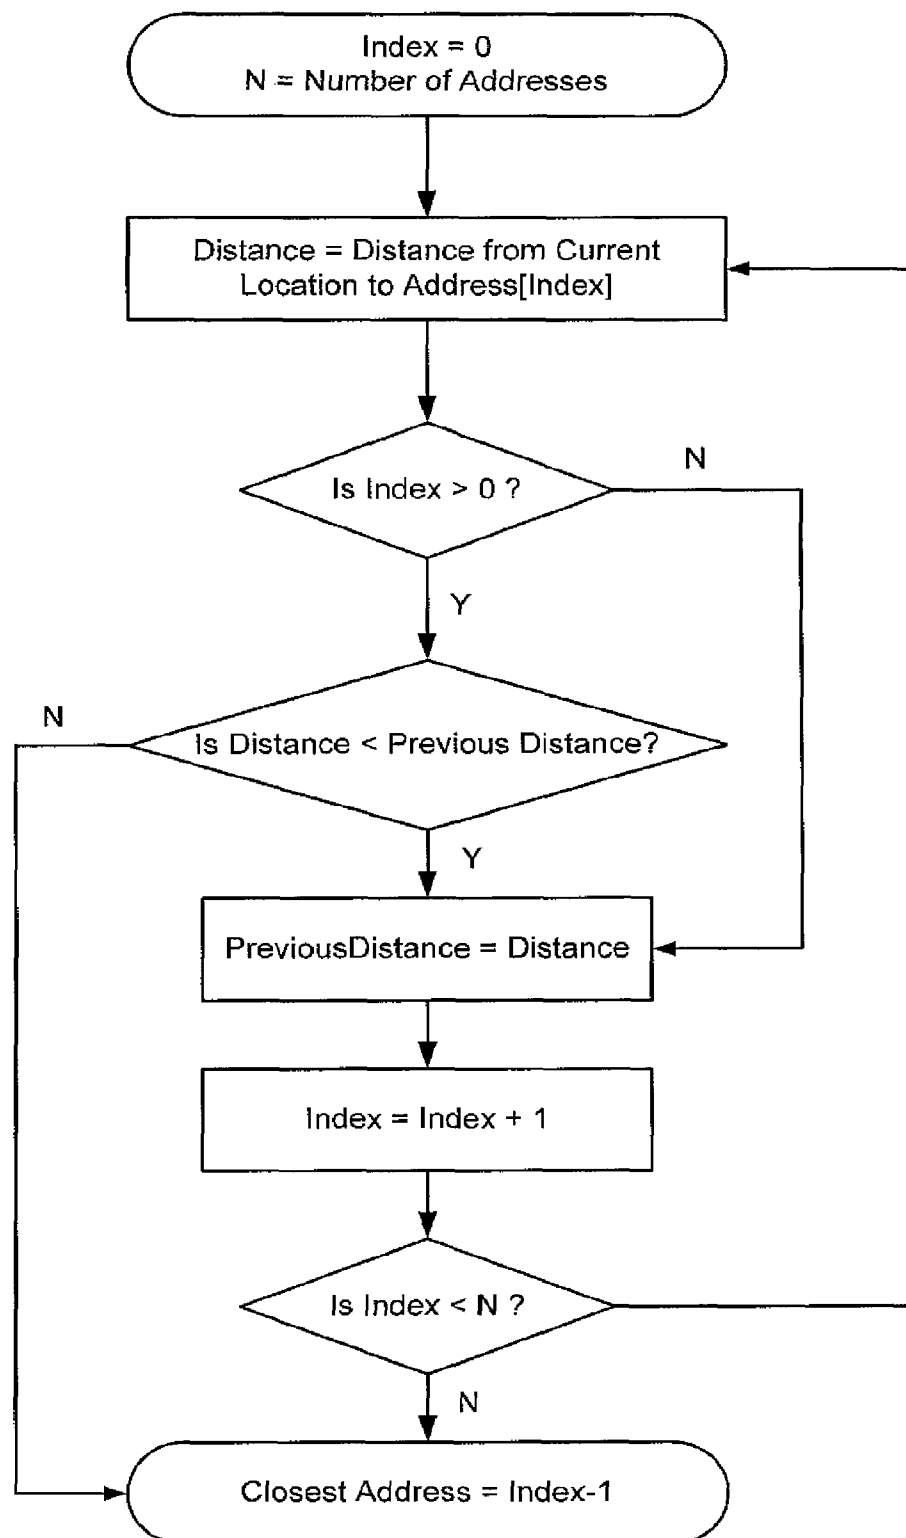 Index = 0
N = Number of Addresses
Distance = Distance from Current
Location to Address[Index]
Is Index > 0 ?
N
Y
Is Distance < Previous Distance?
N
Y
PreviousDistance = Distance
Index = Index + 1
Is Index < N ?
N
Closest Address = Index-1